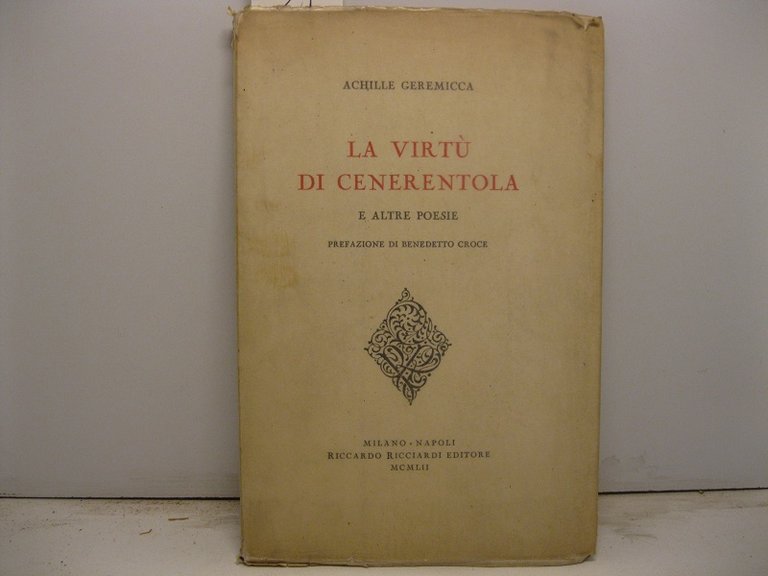 ACHILLE GEREMICCA
LA VIRTÙ
DI CENERENTOLA
E ALTRE POESIE
PREFAZIONE DI BENEDETTO CROCE
MILANO · NAPOLI
RICCARDO RICCIARDI EDITORE
MCMLII